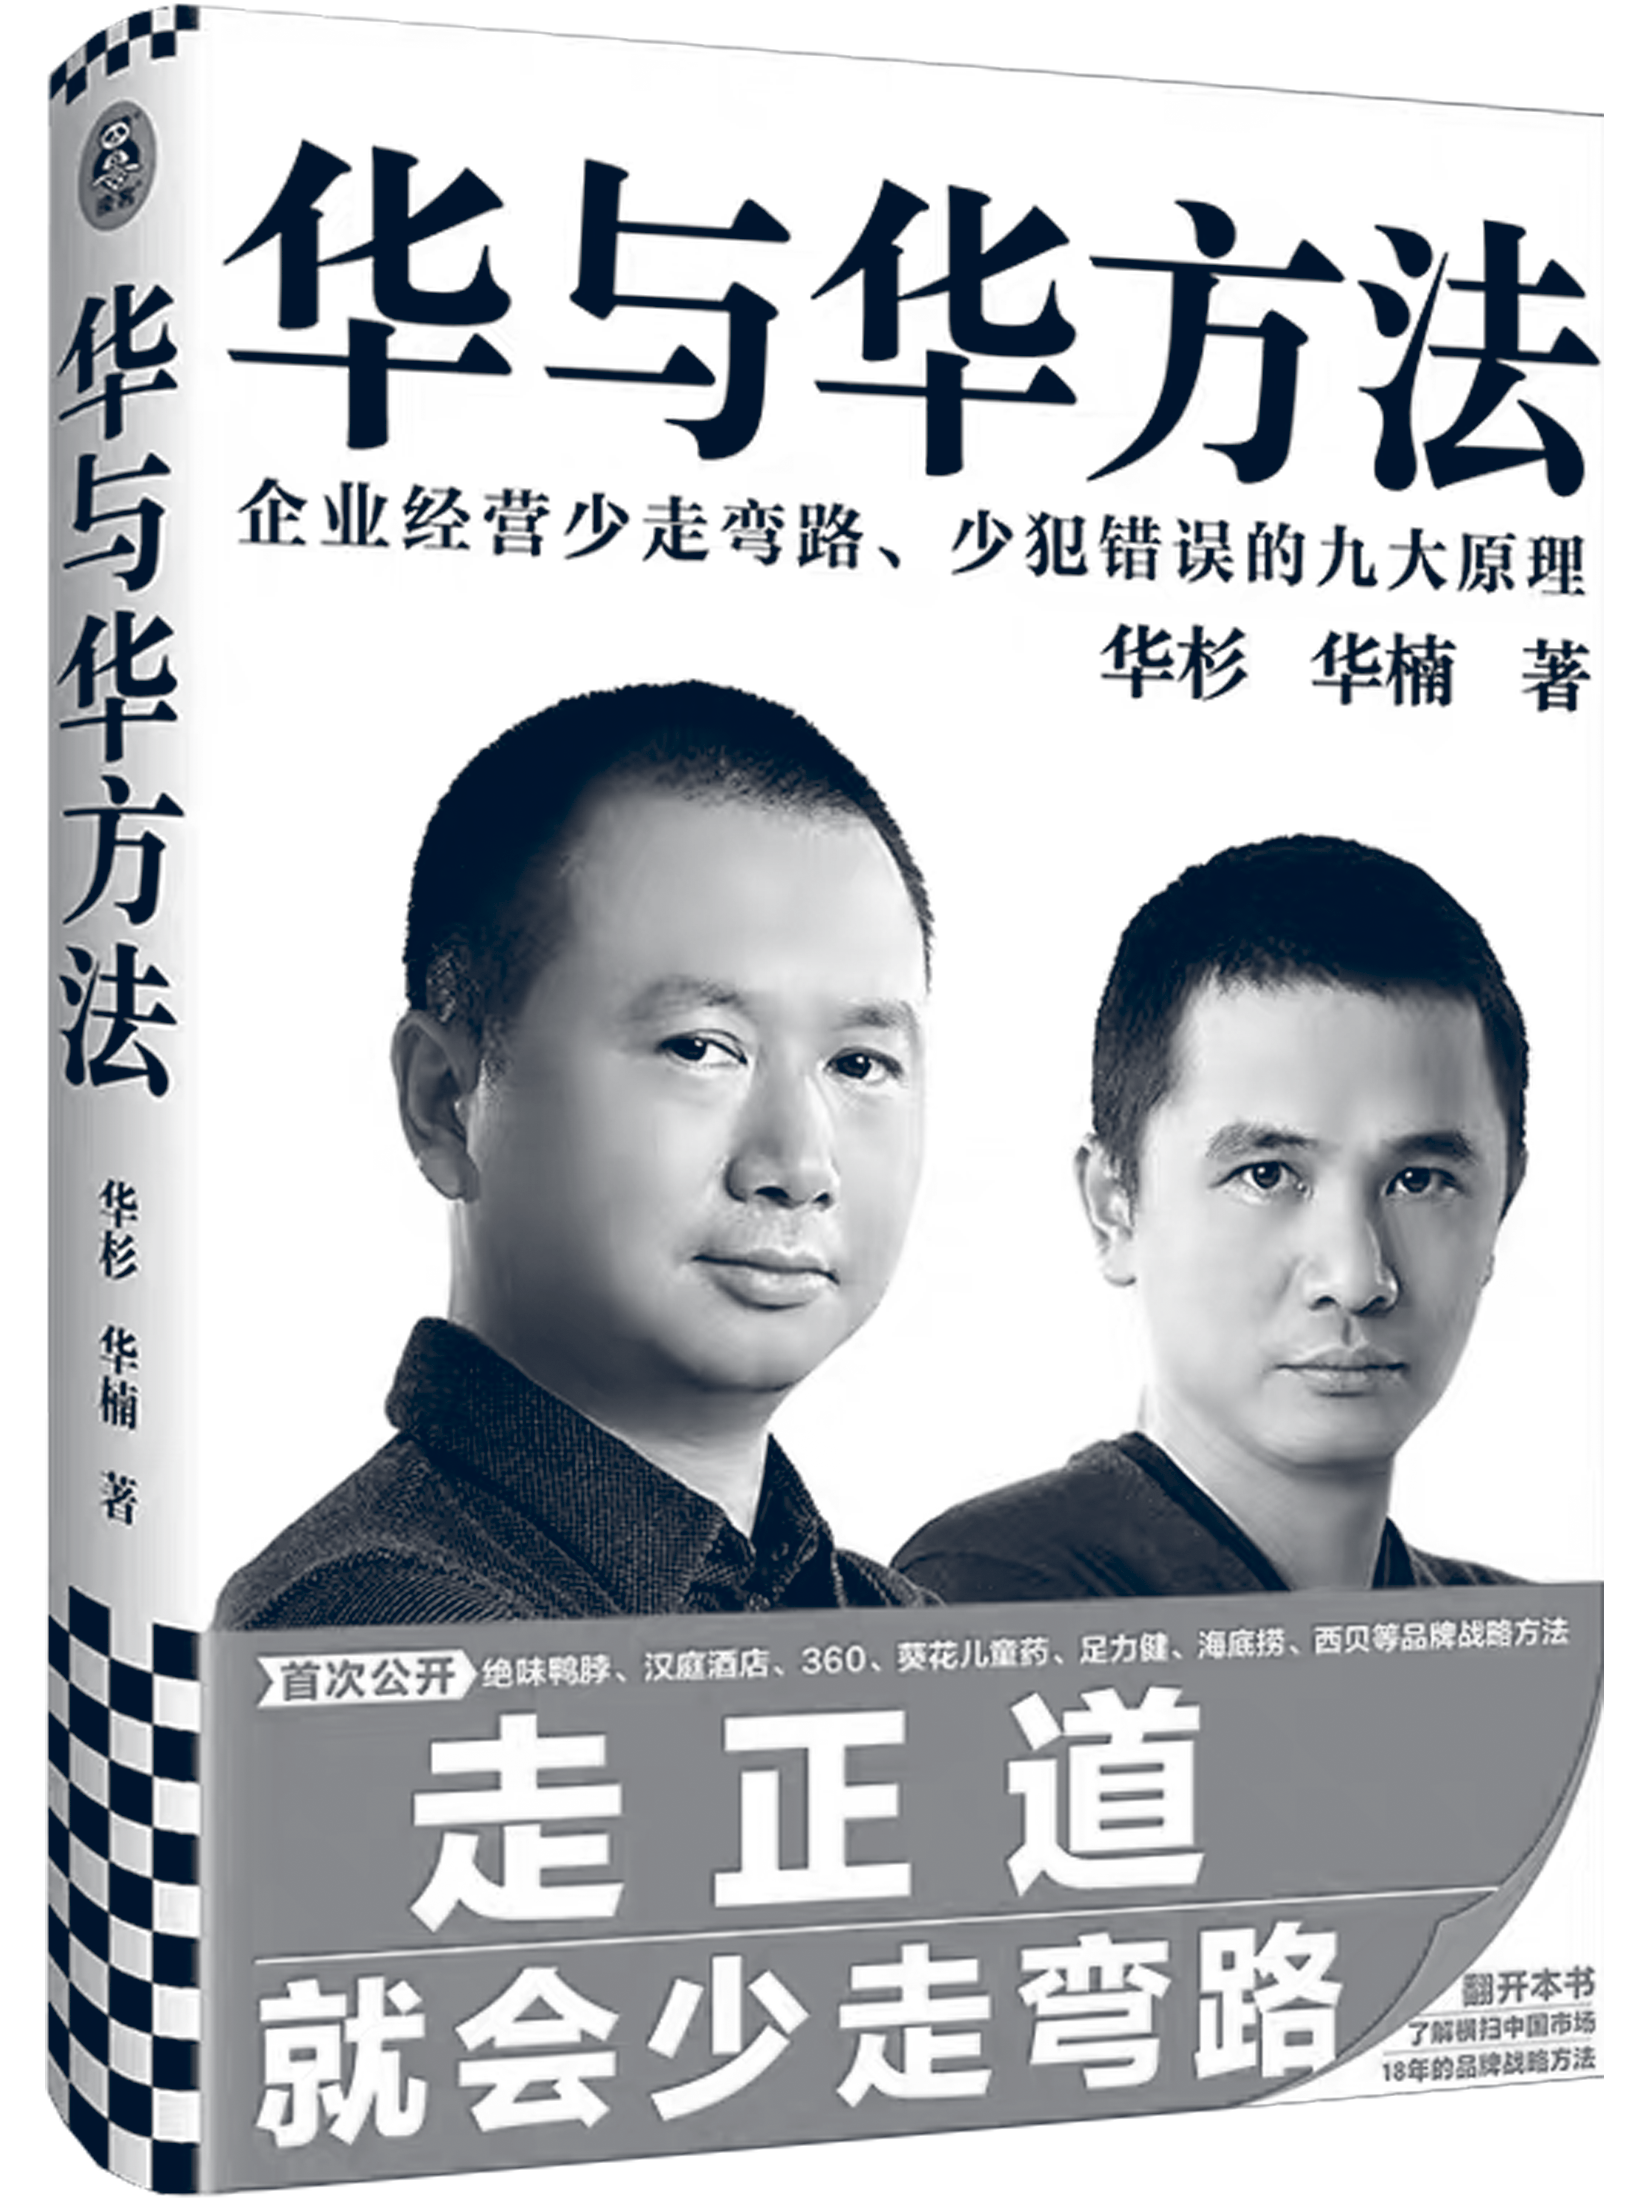 华与华方法
企业经营少走弯路、少犯错误的九大原理
华杉 华楠 著
首次公开 绝味鸭脖、汉庭酒店、360、葵花儿童药、足力健、海底捞、西贝等品牌战略方法
走正道
就会少走弯路
翻开本书
了解横扫中国市场
18年的品牌战略方法
读客
华与华方法
华杉 华楠 著